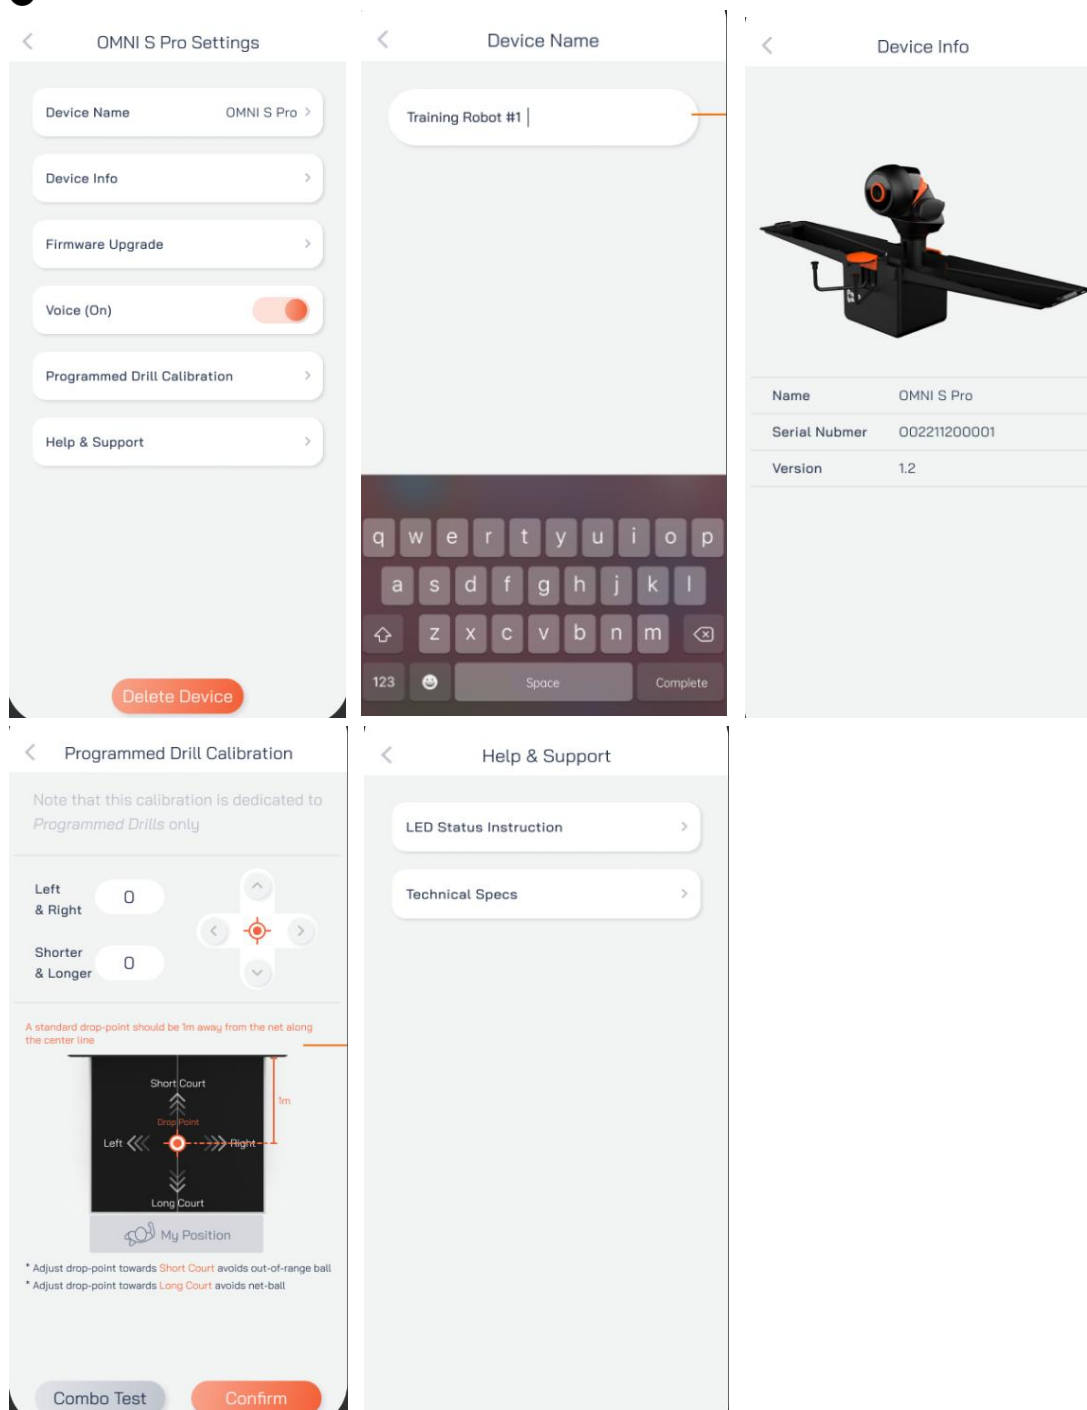 OMNI S Pro Settings
Device Name OMNI S Pro
Device Info
Firmware Upgrade
Voice (On)
Programmed Drill Calibration
Help & Support
Delete Device
Device Name
Training Robot #1
q w e r t y u i o p
a s d f g h j k l
z x c v b n m
123 Space Complete
Device Info
Name OMNI S Pro
Serial Nubmer 002211200001
Version 1.2
Programmed Drill Calibration
Note that this calibration is dedicated to
Programmed Drills only
Left
& Right
0
Shorter
& Longer
0
A standard drop-point should be 1m away from the net along
the center line
Short Court
1m
Drop Point
Left Right
Long Court
My Position
* Adjust drop-point towards Short Court avoids out-of-range ball
* Adjust drop-point towards Long Court avoids net-ball
Combo Test Confirm
Help & Support
LED Status Instruction
Technical Specs